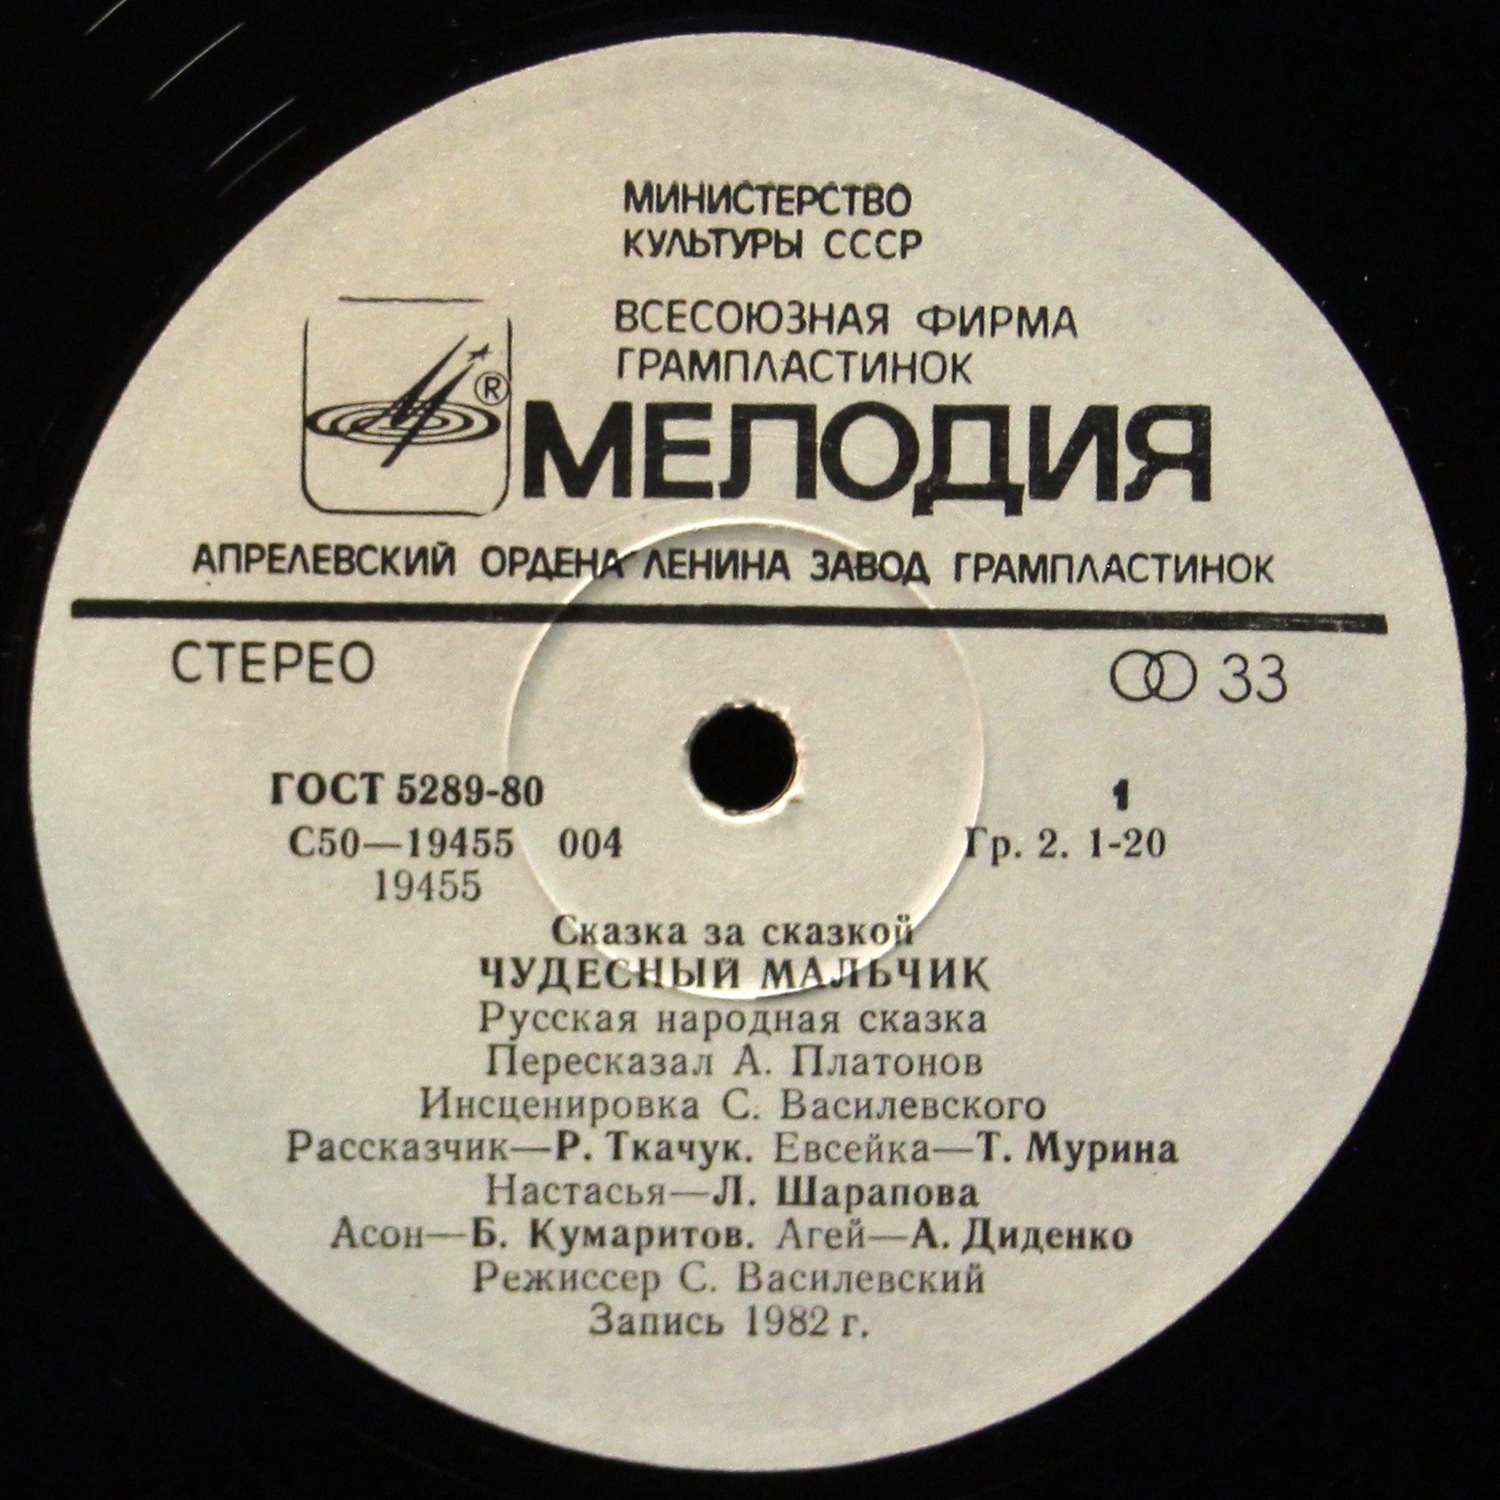 МИНИСТЕРСТВО
КУЛЬТУРЫ СССР
ВСЕСОЮЗНАЯ ФИРМА
ГРАМПЛАСТИНОК
® МЕЛОДИЯ
АПРЕЛЕВСКИЙ ОРДЕНА ЛЕНИНА ЗАВОД ГРАМПЛАСТИНОК
СТЕРЕО 33
ГОСТ 5289-80 1
С50—19455 004 Гр. 2. 1-20
19455
Сказка за сказкой
ЧУДЕСНЫЙ МАЛЬЧИК
Русская народная сказка
Пересказал А. Платонов
Инсценировка С. Василевского
Рассказчик—Р. Ткачук. Евсейка—Т. Мурина
Настасья—Л. Шарапова
Асон—Б. Кумаритов. Агей—А. Диденко
Режиссер С. Василевский
Запись 1982 г.